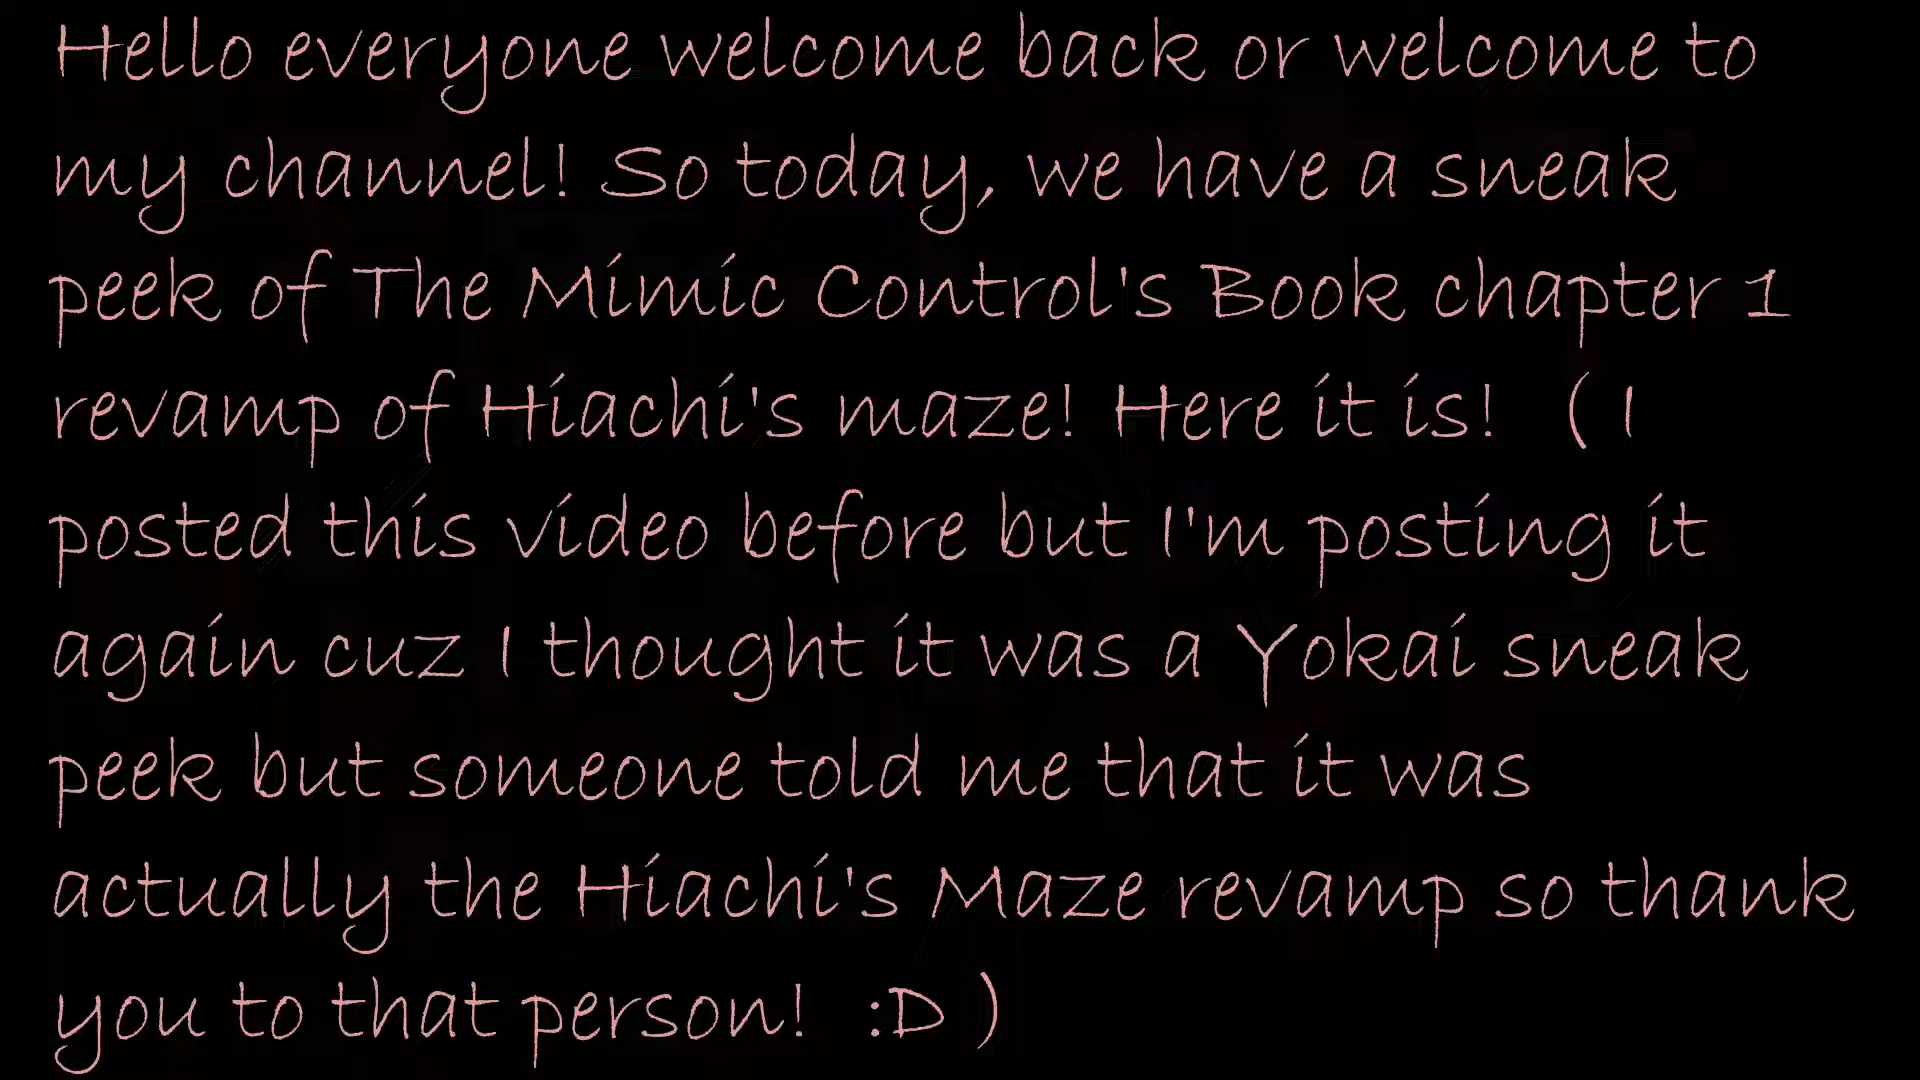 Hello everyone welcome back or welcome to
my channel! So today, we have a sneak
peek of The Mimic Control's Book chapter 1
revamp of Hiachi's maze! Here it is! ( I
posted this video before but I'm posting it
again cuz I thought it was a Yokai sneak
peek but someone told me that it was
actually the Hiachi's Maze revamp so thank
you to that person! :D )